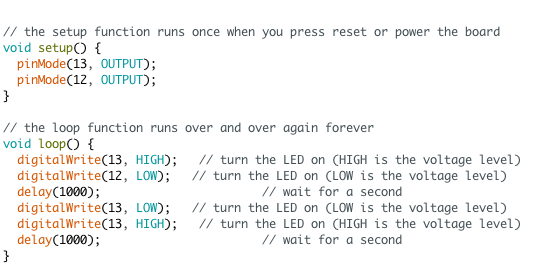 // the setup function runs once when you press reset or power the board
void setup() {
  pinMode(13, OUTPUT);
  pinMode(12, OUTPUT);
}

// the loop function runs over and over again forever
void loop() {
  digitalWrite(13, HIGH);   // turn the LED on (HIGH is the voltage level)
  digitalWrite(12, LOW);   // turn the LED on (LOW is the voltage level)
  delay(1000);                       // wait for a second
  digitalWrite(13, LOW);   // turn the LED on (LOW is the voltage level)
  digitalWrite(13, HIGH);   // turn the LED on (HIGH is the voltage level)
  delay(1000);                       // wait for a second
}